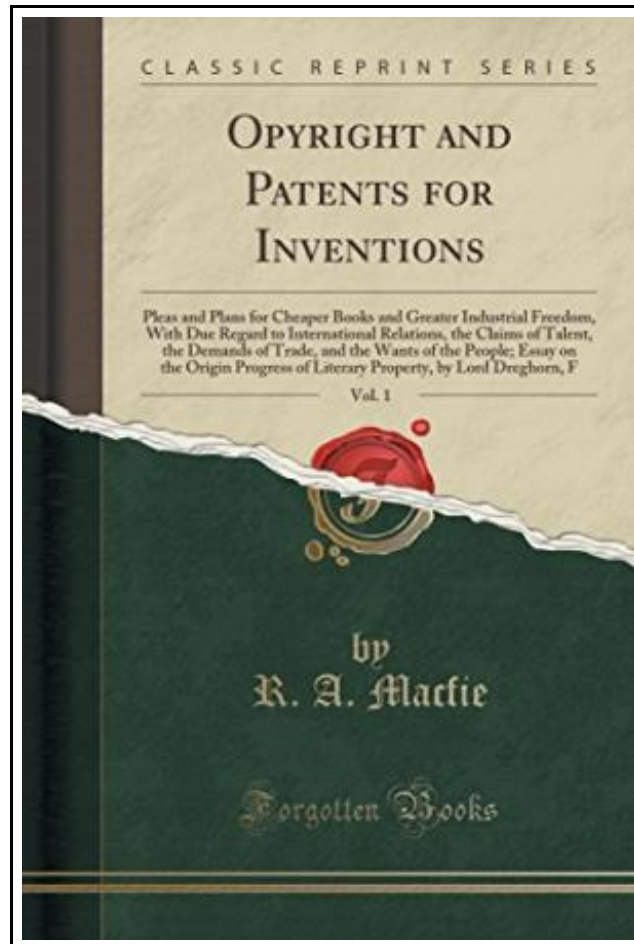 CLASSIC REPRINT SERIES
OPYRIGHT AND
PATENTS FOR
INVENTIONS
Pleas and Plans for Cheaper Books and Greater Industrial Freedom,
With Due Regard to International Relations, the Claims of Talent,
the Demands of Trade, and the Wants of the People; Essay on
the Origin Progress of Literary Property, by Lord Dreghorn, F
Vol. 1
by
R. A. Macfie
Forgotten Books